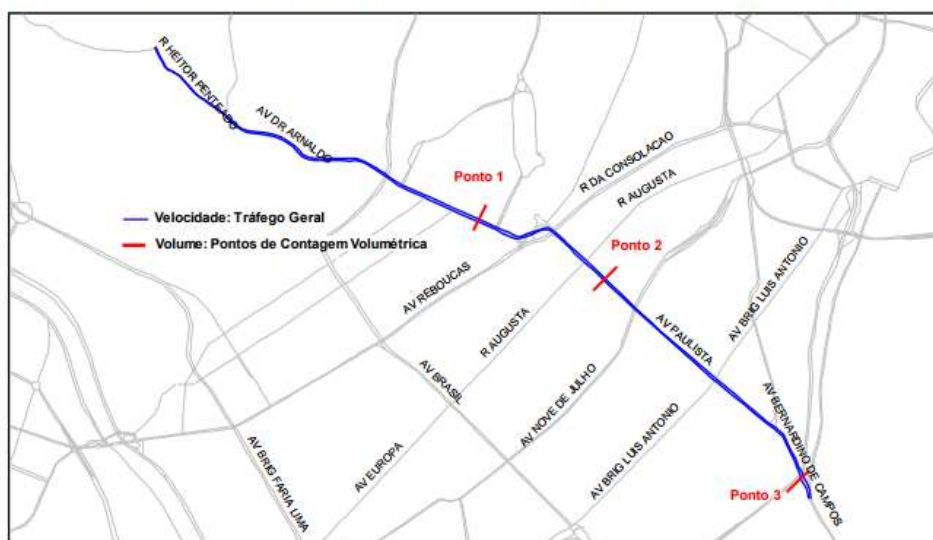 R HEITOR PENTEADO
AV DR ARNALDO
Ponto 1
R DA CONSOLACAO
R AUGUSTA
Velocidade: Tráfego Geral
Volume: Pontos de Contagem Volumétrica
Ponto 2
AV REBOUCAS
AV BRIG LUIS ANTONIO
R AUGUSTA
AV PAULISTA
AV BRASIL
AV NOVE DE JULHO
AV BERNARDINO DE CAMPOS
AV BRIG FARIA LIMA
AV EUROPA
AV BRIG LUIS ANTONIO
Ponto 3